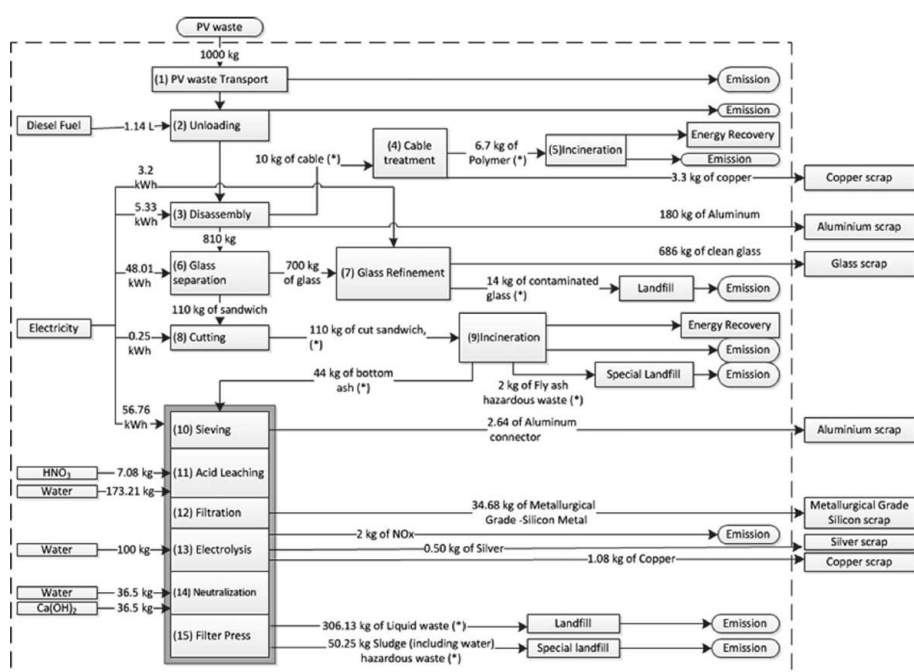 PV waste
1000 kg
(1) PV waste Transport
Emission
Diesel Fuel
1.14 L
(2) Unloading
Emission
(4) Cable
treatment
6.7 kg of
Polymer (*)
(5)Incineration
Energy Recovery
Emission
10 kg of cable (*)
3.3 kg of copper
Copper scrap
3.2
kWh
5.33
kWh
(3) Disassembly
180 kg of Aluminum
Aluminium scrap
810 kg
48.01
kWh
(6) Glass
separation
700 kg
of glass
(7) Glass Refinement
686 kg of clean glass
Glass scrap
14 kg of contaminated
glass (*)
Landfill
Emission
110 kg of sandwich
Electricity
0.25
kWh
(8) Cutting
110 kg of cut sandwich,
(*)
(9)Incineration
Energy Recovery
Emission
44 kg of bottom
ash (*)
2 kg of Fly ash
hazardous waste (*)
Special Landfill
Emission
56.76
kWh
(10) Sieving
2.64 of Aluminum
connector
Aluminium scrap
HNO₃
7.08 kg
(11) Acid Leaching
Water
173.21 kg
(12) Filtration
34.68 kg of Metallurgical
Grade -Silicon Metal
Metallurgical Grade
Silicon scrap
2 kg of NOx
Emission
Water
100 kg
(13) Electrolysis
0.50 kg of Silver
Silver scrap
1.08 kg of Copper
Copper scrap
Water
36.5 kg
(14) Neutralization
Ca(OH)₂
36.5 kg
(15) Filter Press
306.13 kg of Liquid waste (*)
Landfill
Emission
50.25 kg Sludge (including water)
hazardous waste (*)
Special landfill
Emission